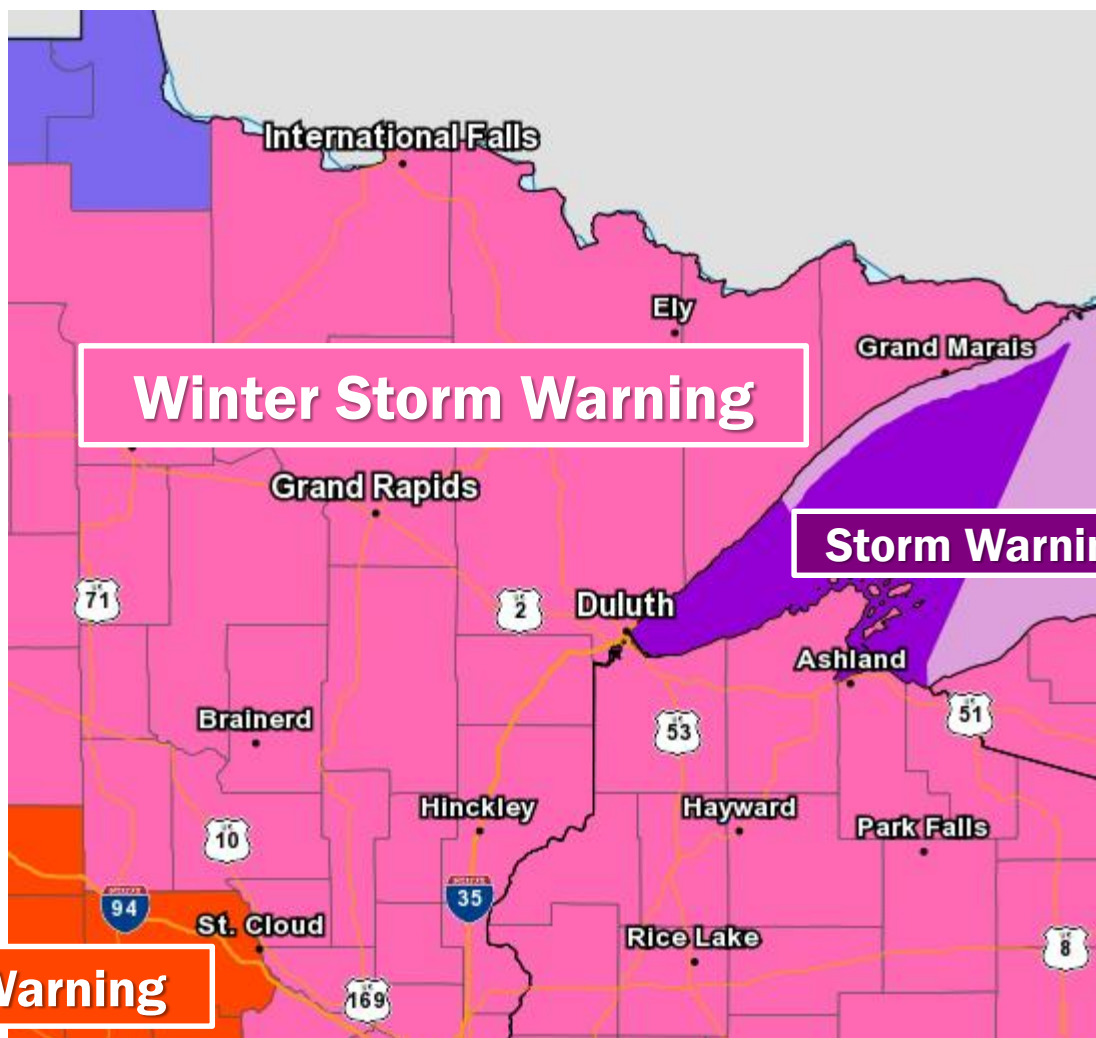 International Falls
Ely
Grand Marais
Winter Storm Warning
Grand Rapids
Storm Warnin
71
2
Duluth
Ashland
51
53
Brainerd
Hinckley
Hayward
10
Park Falls
94
35
St. Cloud
Rice Lake
8
Warning
169